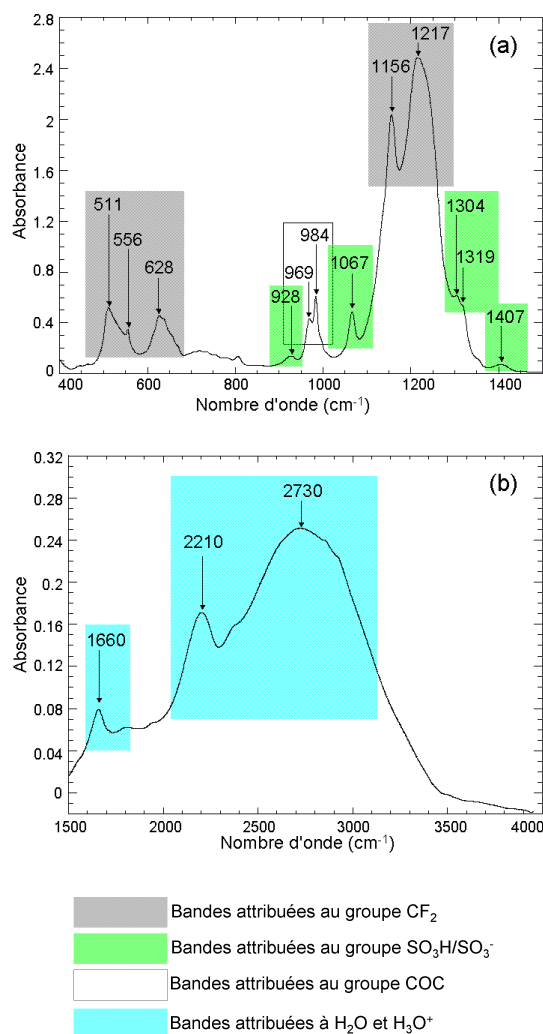 (a)
1217
1156
511
556
628
928
969
984
1067
1304
1319
1407
2.8
2.4
2
1.6
1.2
0.8
0.4
0
Absorbance
400 600 800 1000 1200 1400
Nombre d'onde (cm⁻¹)
(b)
2730
2210
1660
0.32
0.28
0.24
0.2
0.16
0.12
0.08
0.04
0
Absorbance
1500 2000 2500 3000 3500 4000
Nombre d'onde (cm⁻¹)
Bandes attribuées au groupe CF₂
Bandes attribuées au groupe SO₃H/SO₃⁻
Bandes attribuées au groupe COC
Bandes attribuées à H₂O et H₃O⁺